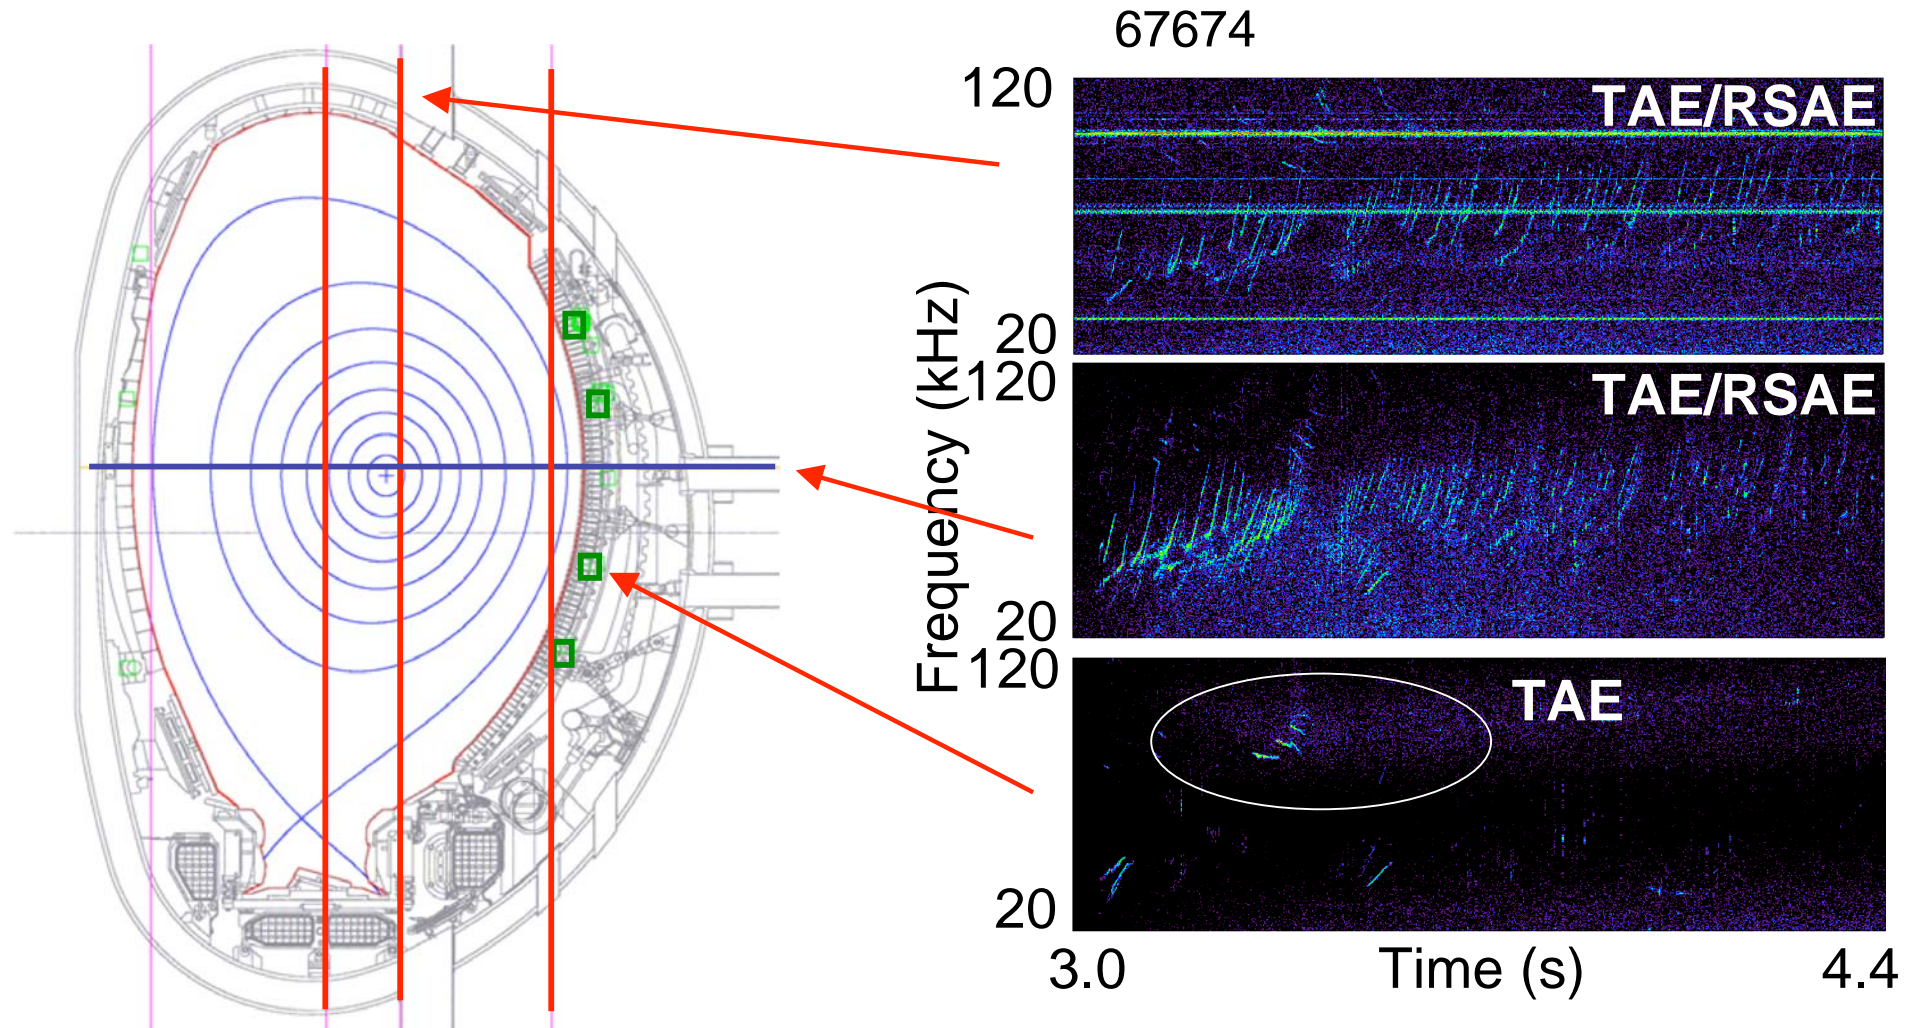 67674
120
TAE/RSAE
20
120
TAE/RSAE
Frequency (kHz)
20
120
TAE
20
3.0 Time (s) 4.4